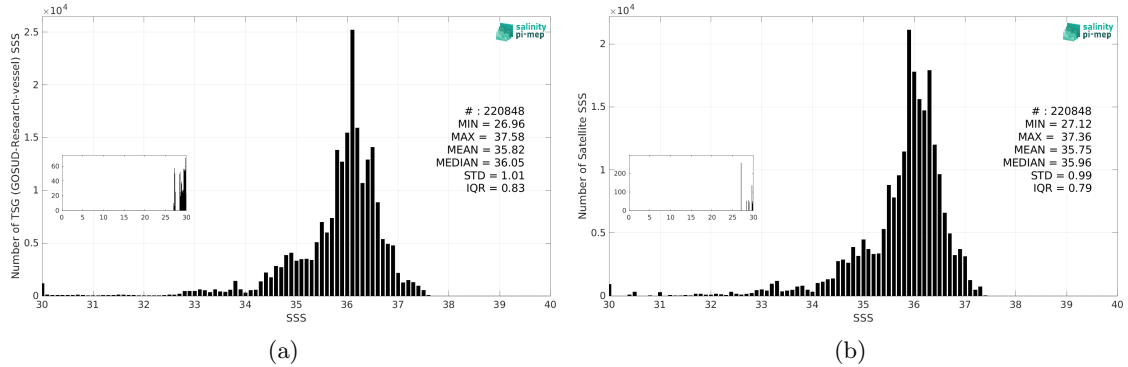 ×10⁴
2.5
2
1.5
1
0.5
0
Number of TSG (GOSUD-Research-vessel) SSS
salinity
pi-mep
# : 220848
MIN = 26.96
MAX = 37.58
MEAN = 35.82
MEDIAN = 36.05
STD = 1.01
IQR = 0.83
60
40
20
0
0 5 10 15 20 25 30
30 31 32 33 34 35 36 37 38 39 40
SSS
(a)
×10⁴
2
1.5
1
0.5
0
Number of Satellite SSS
salinity
pi-mep
# : 220848
MIN = 27.12
MAX = 37.36
MEAN = 35.75
MEDIAN = 35.96
STD = 0.99
IQR = 0.79
200
100
0
0 5 10 15 20 25 30
30 31 32 33 34 35 36 37 38 39 40
SSS
(b)